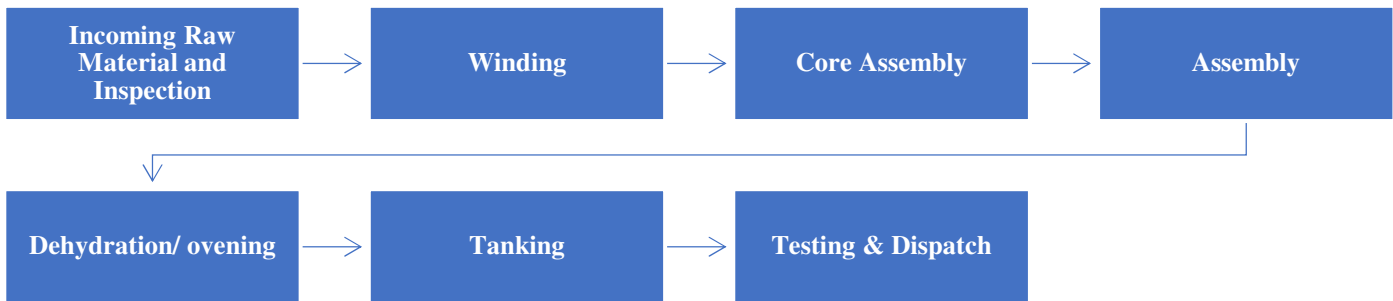 Incoming Raw
Material and
Inspection
Winding
Core Assembly
Assembly
Dehydration/ ovening
Tanking
Testing & Dispatch